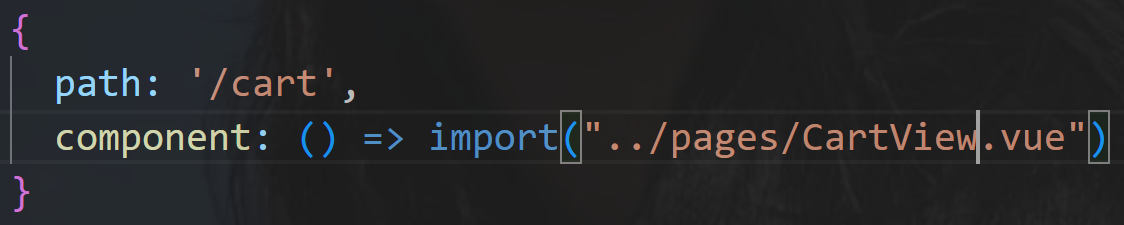 {
  path: '/cart',
  component: () => import("../pages/CartView.vue")
}